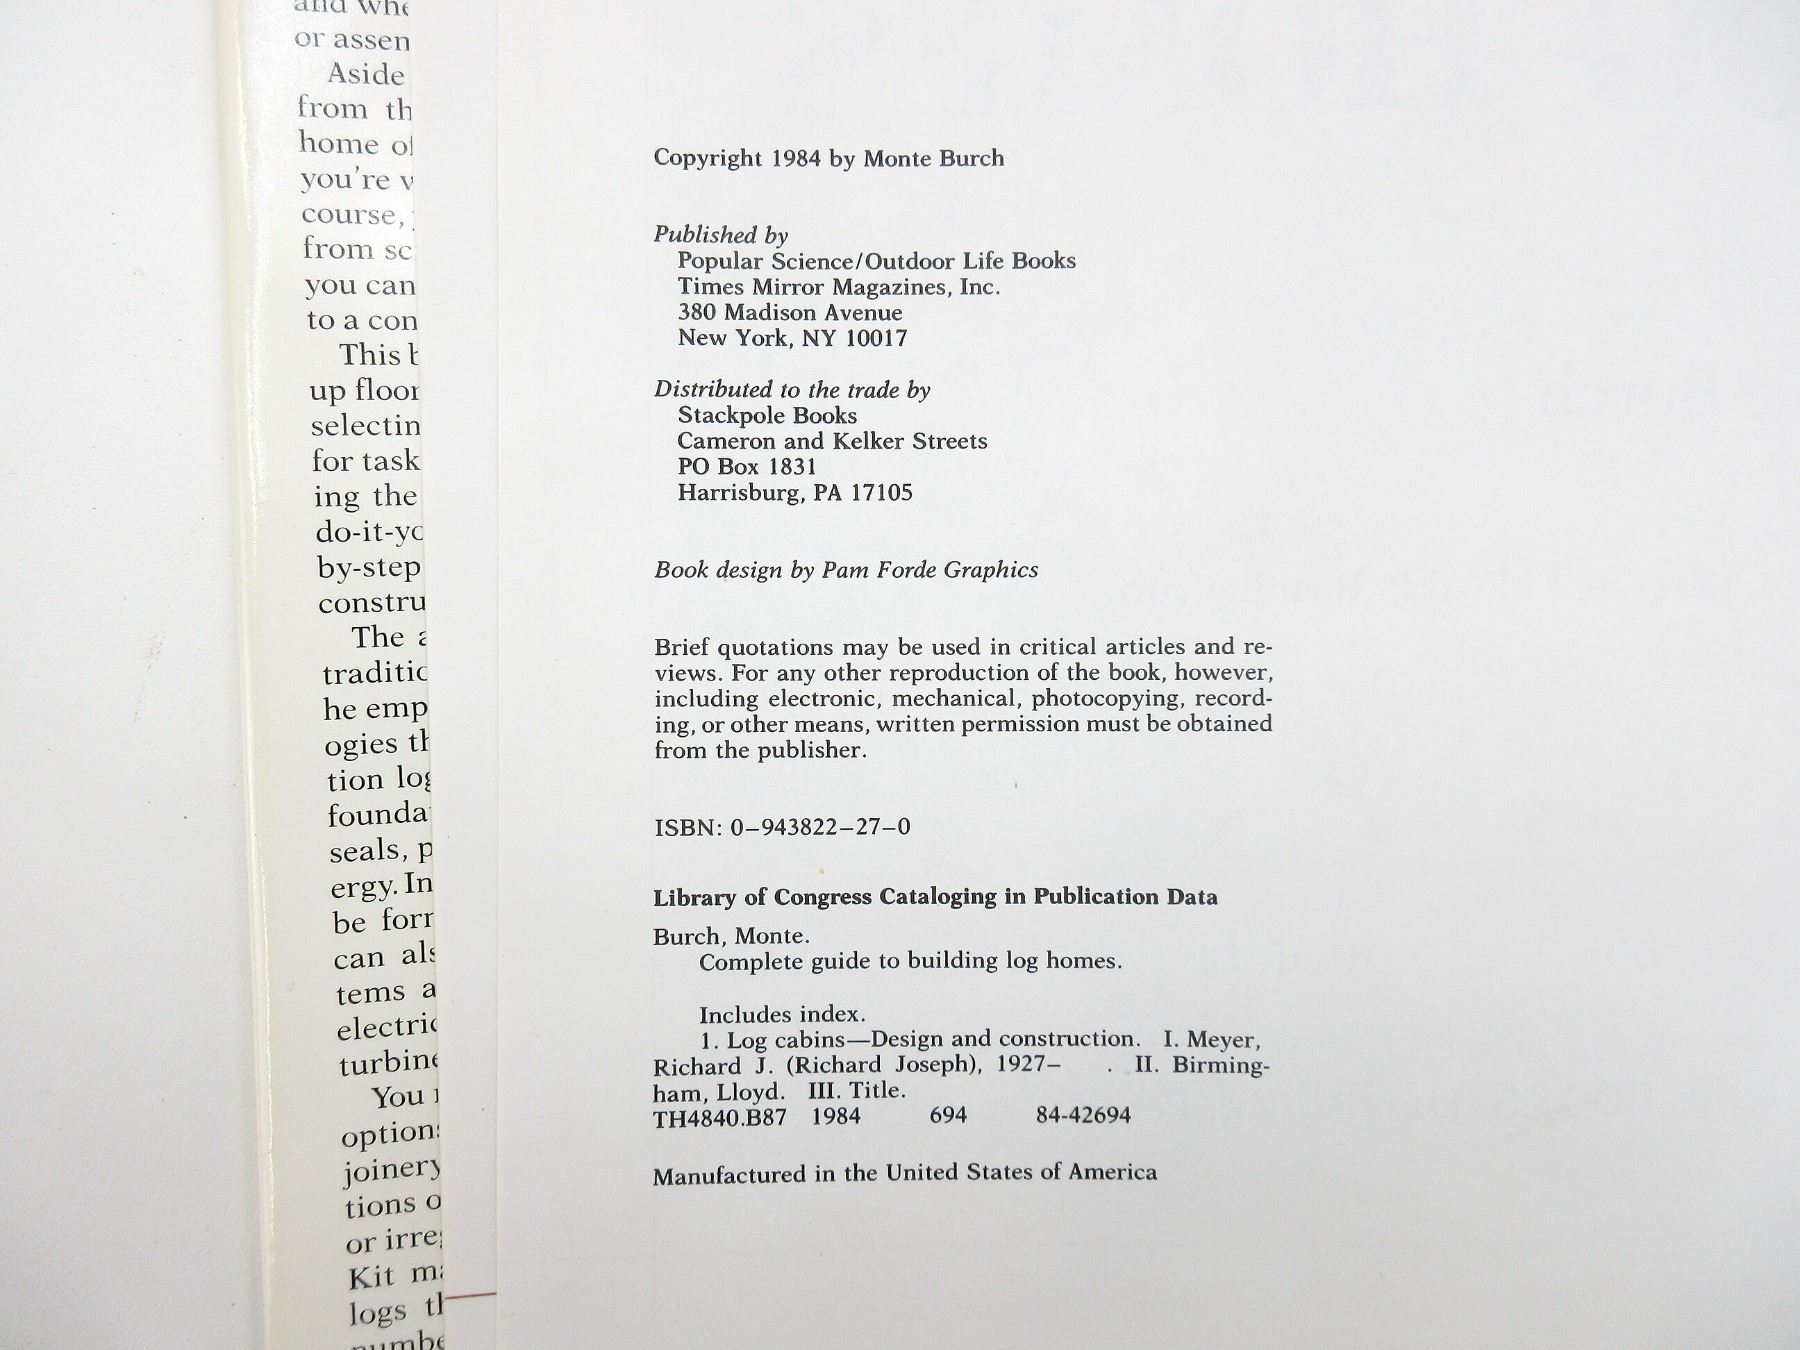 or assen
Aside
from th
home of
you're
course,
from sc
you can
to a con
This
up floor
selectin
for task
ing the
do-it-yo
by-step
constru
The
traditic
he emp
ogies th
tion log
founda
seals, p
ergy. In
be forr
can als
tems a
electric
turbine
You
option
joinery
tions o
or irre
Kit ma
logs th
numbe
Copyright 1984 by Monte Burch
Published by
Popular Science/Outdoor Life Books
Times Mirror Magazines, Inc.
380 Madison Avenue
New York, NY 10017
Distributed to the trade by
Stackpole Books
Cameron and Kelker Streets
PO Box 1831
Harrisburg, PA 17105
Book design by Pam Forde Graphics
Brief quotations may be used in critical articles and re-
views. For any other reproduction of the book, however,
including electronic, mechanical, photocopying, record-
ing, or other means, written permission must be obtained
from the publisher.
ISBN: 0–943822–27–0
Library of Congress Cataloging in Publication Data
Burch, Monte.
Complete guide to building log homes.
Includes index.
1. Log cabins—Design and construction. I. Meyer,
Richard J. (Richard Joseph), 1927– . II. Birming-
ham, Lloyd. III. Title.
TH4840.B87 1984 694 84-42694
Manufactured in the United States of America